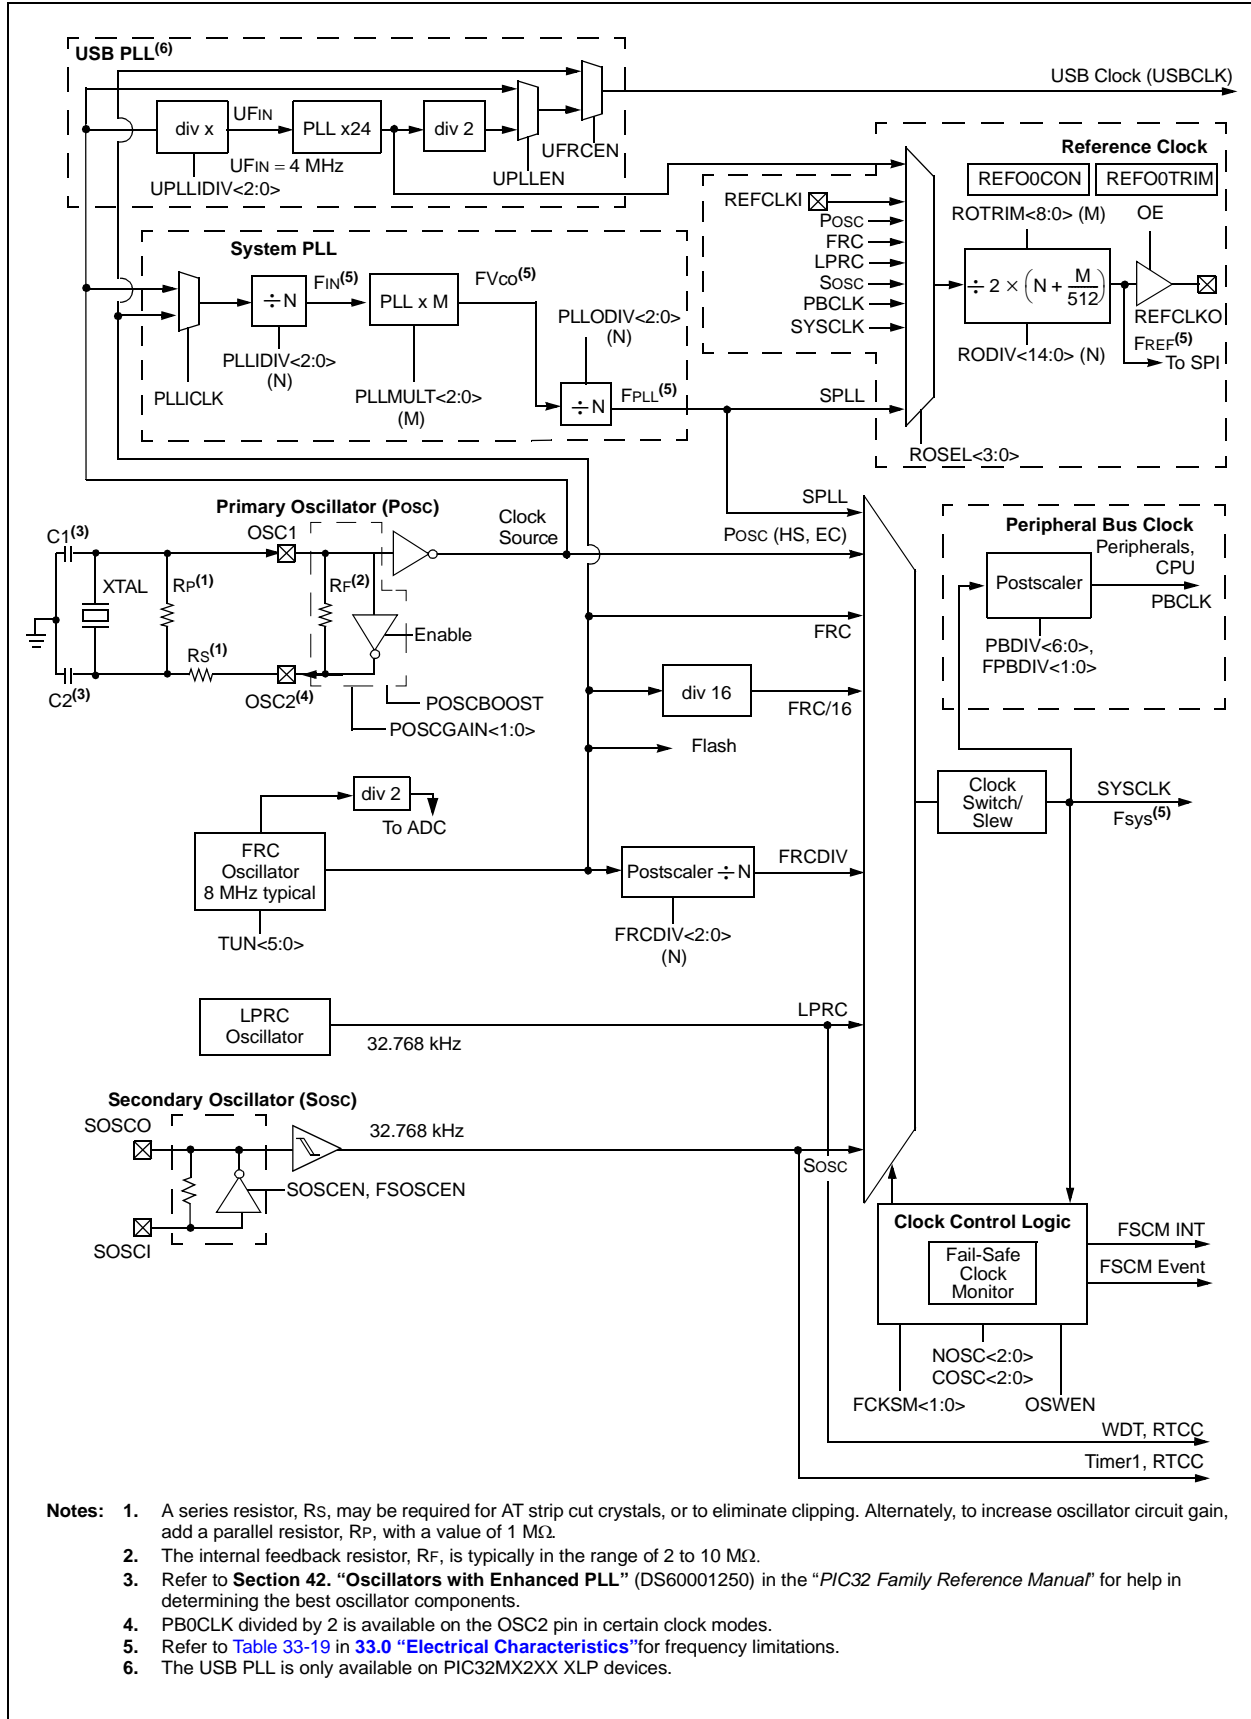 USB PLL(6)
USB Clock (USBCLK)
div x
UFIN
PLL x24
div 2
UFIN = 4 MHz
UPLLIDIV<2:0>
UFRCEN
UPLLEN
Reference Clock
REFO0CON
REFO0TRIM
REFCLKI
POSC
FRC
LPRC
SOSC
PBCLK
SYSCLK
ROTRIM<8:0> (M)
OE
÷ 2 × (N + M/512)
REFCLKO
FREF(5)
To SPI
RODIV<14:0> (N)
SPLL
ROSEL<3:0>
System PLL
÷ N
FIN(5)
PLL x M
FVco(5)
PLLODIV<2:0>
(N)
PLLIDIV<2:0>
(N)
PLLICLK
PLLMULT<2:0>
(M)
÷ N
FPLL(5)
Primary Oscillator (POSC)
C1(3)
OSC1
Clock
Source
XTAL
RP(1)
RF(2)
Enable
RS(1)
C2(3)
OSC2(4)
POSCBOOST
POSCGAIN<1:0>
SPLL
POSC (HS, EC)
FRC
div 16
FRC/16
Flash
Peripheral Bus Clock
Peripherals,
CPU
Postscaler
PBCLK
PBDIV<6:0>,
FPBDIV<1:0>
Clock
Switch/
Slew
SYSCLK
Fsys(5)
div 2
To ADC
FRC
Oscillator
8 MHz typical
TUN<5:0>
Postscaler ÷ N
FRCDIV
FRCDIV<2:0>
(N)
LPRC
Oscillator
32.768 kHz
LPRC
Secondary Oscillator (SOSC)
SOSCO
32.768 kHz
SOSC
SOSCEN, FSOSCEN
SOSCI
Clock Control Logic
Fail-Safe
Clock
Monitor
FSCM INT
FSCM Event
NOSC<2:0>
COSC<2:0>
FCKSM<1:0>
OSWEN
WDT, RTCC
Timer1, RTCC
Notes: 1. A series resistor, RS, may be required for AT strip cut crystals, or to eliminate clipping. Alternately, to increase oscillator circuit gain,
add a parallel resistor, RP, with a value of 1 MΩ.
2. The internal feedback resistor, RF, is typically in the range of 2 to 10 MΩ.
3. Refer to Section 42. “Oscillators with Enhanced PLL” (DS60001250) in the “PIC32 Family Reference Manual” for help in
determining the best oscillator components.
4. PB0CLK divided by 2 is available on the OSC2 pin in certain clock modes.
5. Refer to Table 33-19 in 33.0 “Electrical Characteristics”for frequency limitations.
6. The USB PLL is only available on PIC32MX2XX XLP devices.